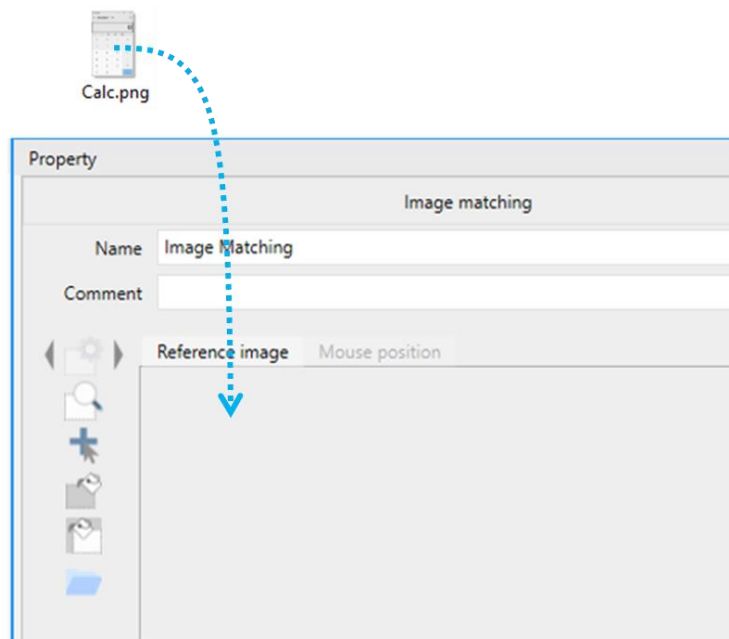 Calc.png
Property
Image matching
Name Image Matching
Comment
Reference image Mouse position